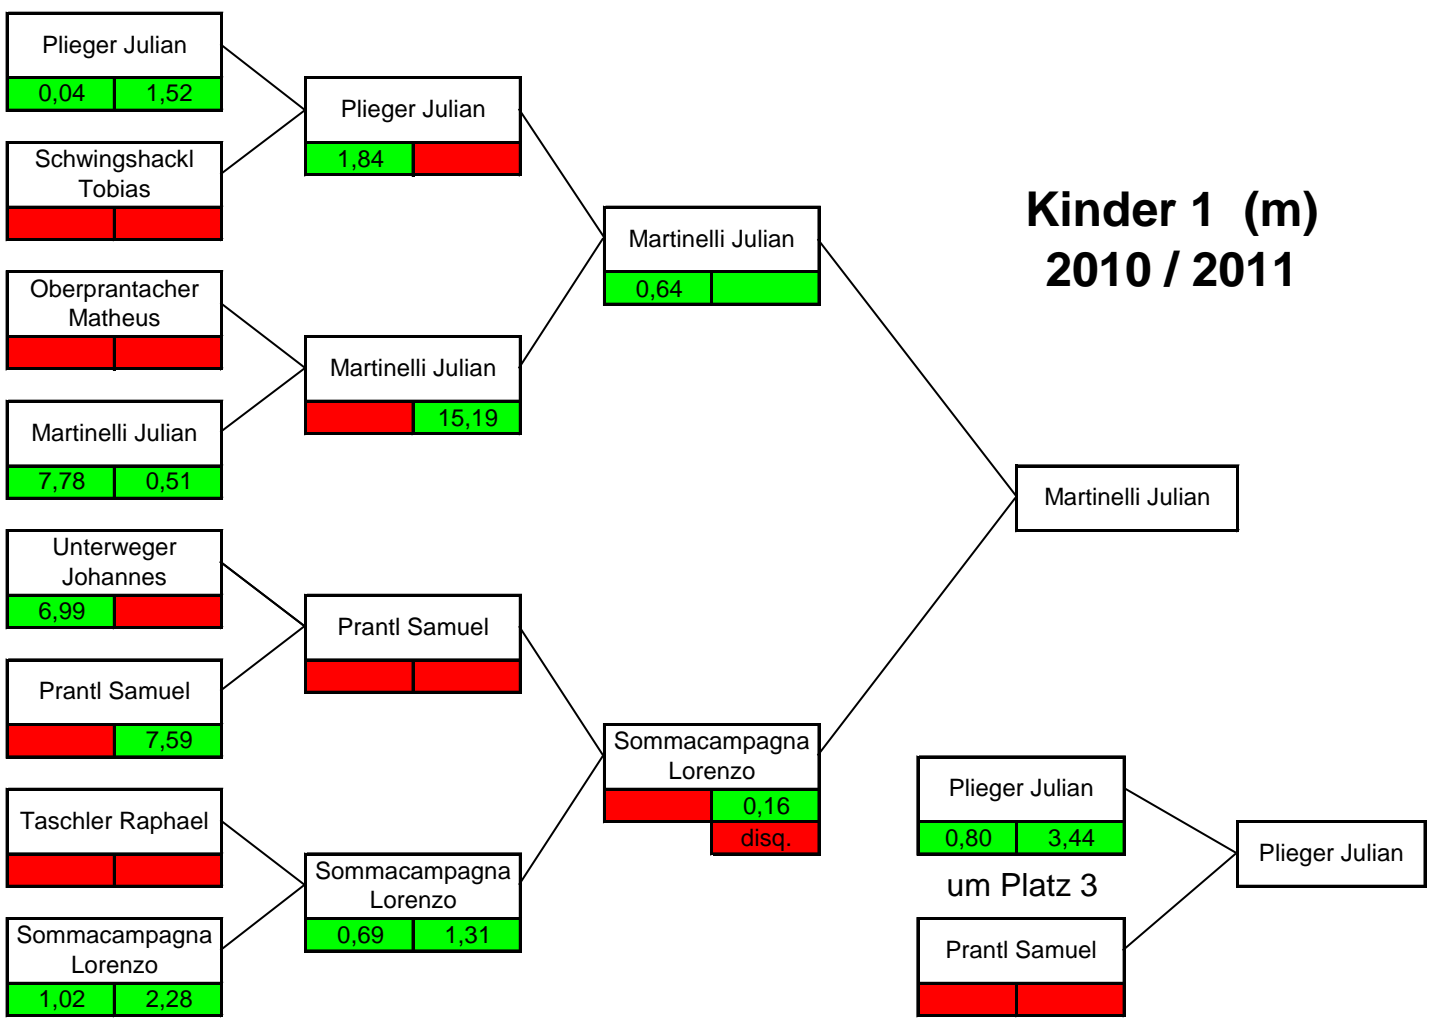 Plieger Julian
0,04 1,52
Schwingshackl
Tobias
Oberprantacher
Matheus
Martinelli Julian
7,78 0,51
Unterweger
Johannes
6,99
Prantl Samuel
7,59
Taschler Raphael
Sommacampagna
Lorenzo
1,02 2,28
Plieger Julian
1,84
Martinelli Julian
15,19
Prantl Samuel
Sommacampagna
Lorenzo
0,69 1,31
Martinelli Julian
0,64
Sommacampagna
Lorenzo
0,16
disq.
Kinder 1 (m)
2010 / 2011
Martinelli Julian
Plieger Julian
0,80 3,44
um Platz 3
Prantl Samuel
Plieger Julian